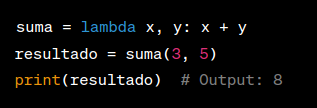 suma = lambda x, y: x + y
resultado = suma(3, 5)
print(resultado)  # Output: 8